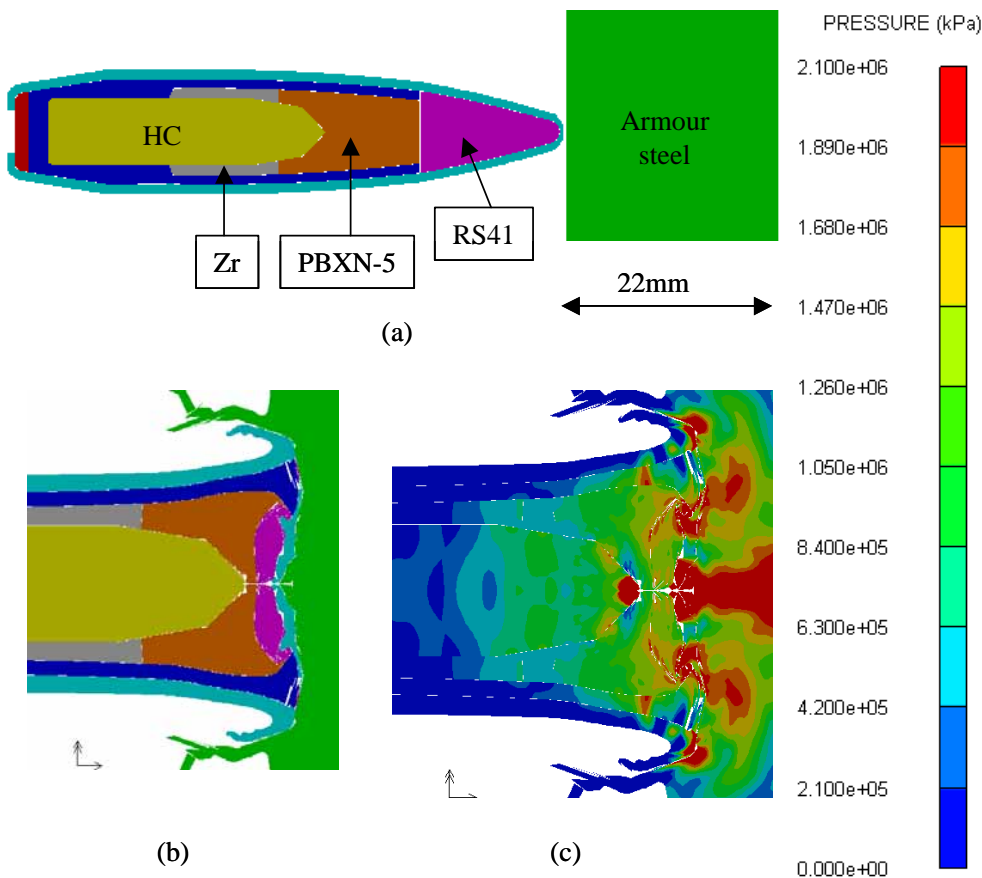 PRESSURE (kPa)
2.100e+06
1.890e+06
1.680e+06
1.470e+06
1.260e+06
1.050e+06
8.400e+05
6.300e+05
4.200e+05
2.100e+05
0.000e+00
HC
Armour
steel
Zr
PBXN-5
RS41
22mm
(a)
(b)
(c)